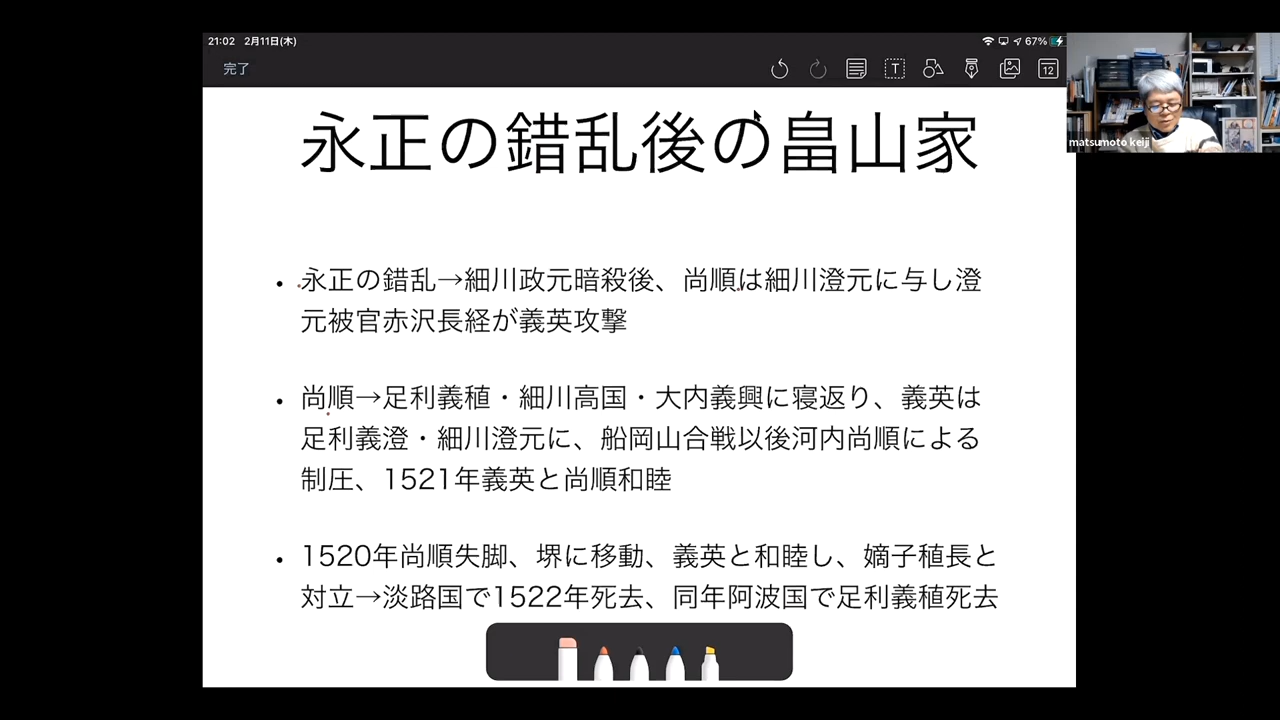 21:02 2月11日(木)
67%
完了
T
12
matsumoto keiji
永正の錯乱後の畠山家
・永正の錯乱→細川政元暗殺後、尚順は細川澄元に与し澄
元被官赤沢長経が義英攻撃
・尚順→足利義稙・細川高国・大内義興に寝返り、義英は
足利義澄・細川澄元に、船岡山合戦以後河内尚順による
制圧、1521年義英と尚順和睦
・1520年尚順失脚、堺に移動、義英と和睦し、嫡子稙長と
対立→淡路国で1522年死去、同年阿波国で足利義稙死去